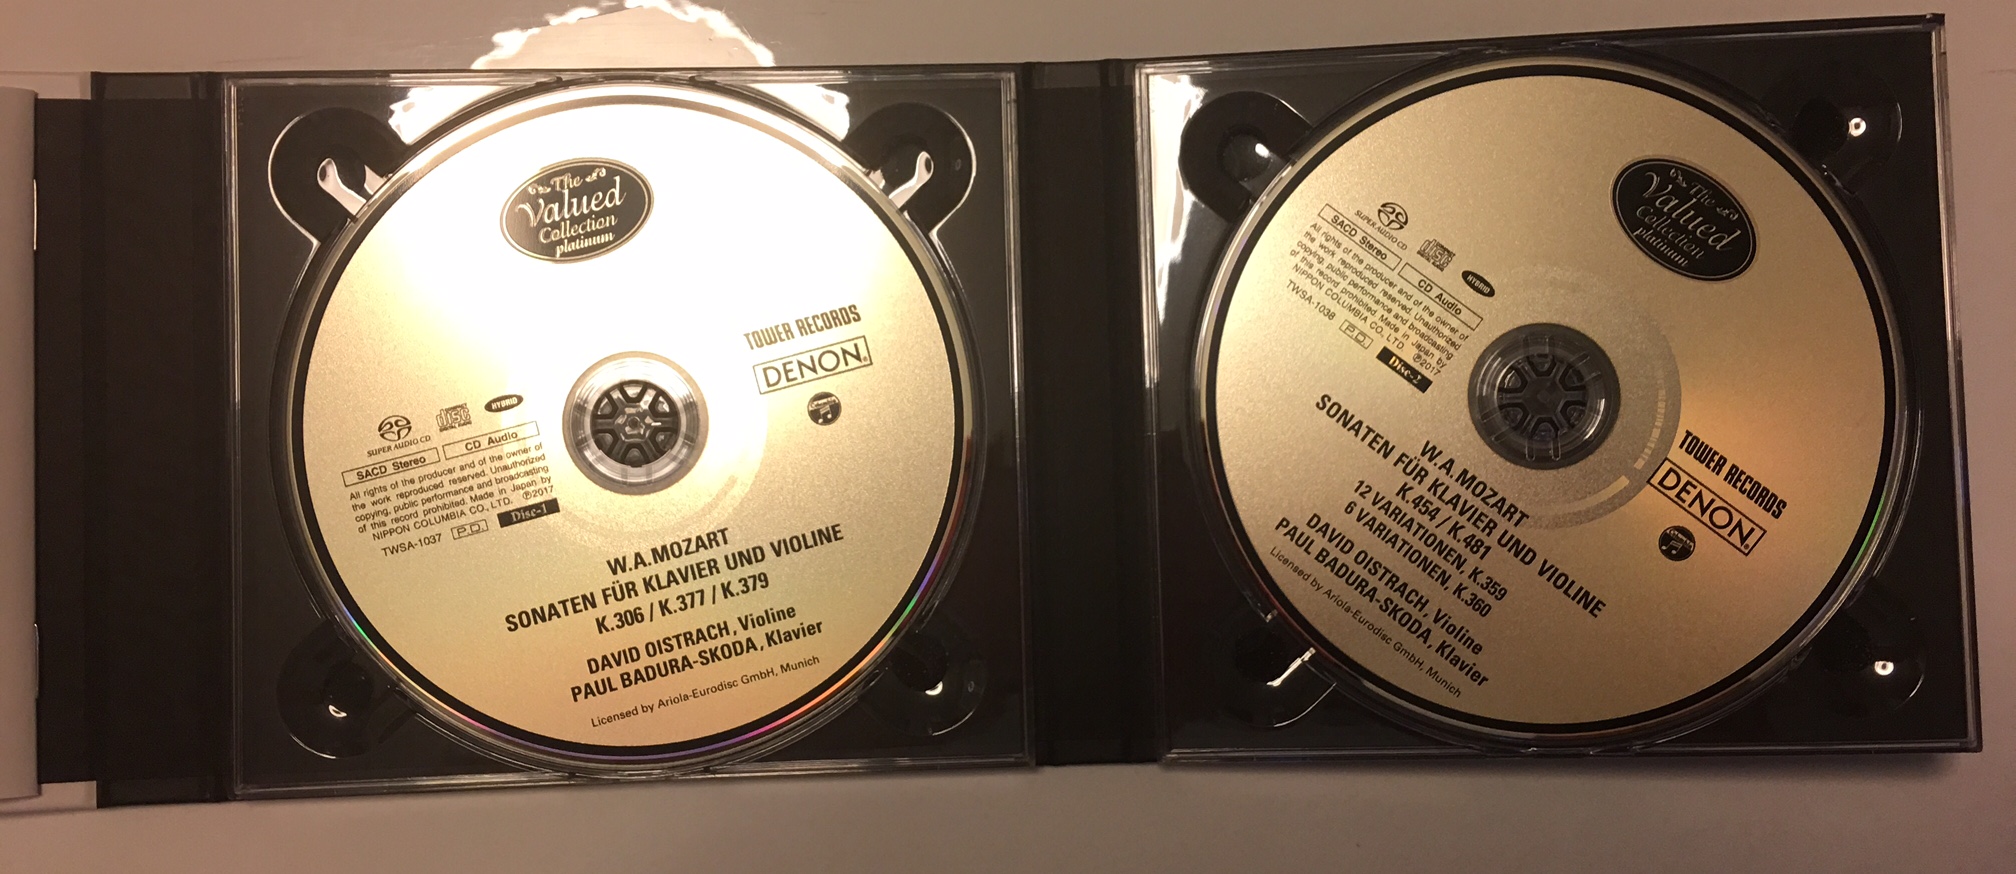 The
Valued
Collection
platinum
TOWER RECORDS
DENON®
SUPER AUDIO CD
disc
DIGITAL AUDIO
HYBRID
SACD Stereo
CD Audio
All rights of the producer and of the owner of
the work reproduced reserved. Unauthorized
copying, public performance and broadcasting
of this record prohibited. Made in Japan by
NIPPON COLUMBIA CO., LTD. ℗2017
TWSA-1037 P.D. Disc-1
W.A.MOZART
SONATEN FÜR KLAVIER UND VIOLINE
K.306 / K.377 / K.379
DAVID OISTRACH, Violine
PAUL BADURA-SKODA, Klavier
Licensed by Ariola-Eurodisc GmbH, Munich
The
Valued
Collection
platinum
SUPER AUDIO CD
disc
HYBRID
SACD Stereo
CD Audio
All rights of the producer and of the owner of
the work reproduced reserved. Unauthorized
copying, public performance and broadcasting
of this record prohibited. Made in Japan by
NIPPON COLUMBIA CO., LTD. ℗2017
TWSA-1038 P.D. Disc-2
TOWER RECORDS
DENON®
W.A.MOZART
SONATEN FÜR KLAVIER UND VIOLINE
K.454 / K.481
12 VARIATIONEN, K.359
6 VARIATIONEN, K.360
DAVID OISTRACH, Violine
PAUL BADURA-SKODA, Klavier
Licensed by Ariola-Eurodisc GmbH, Munich